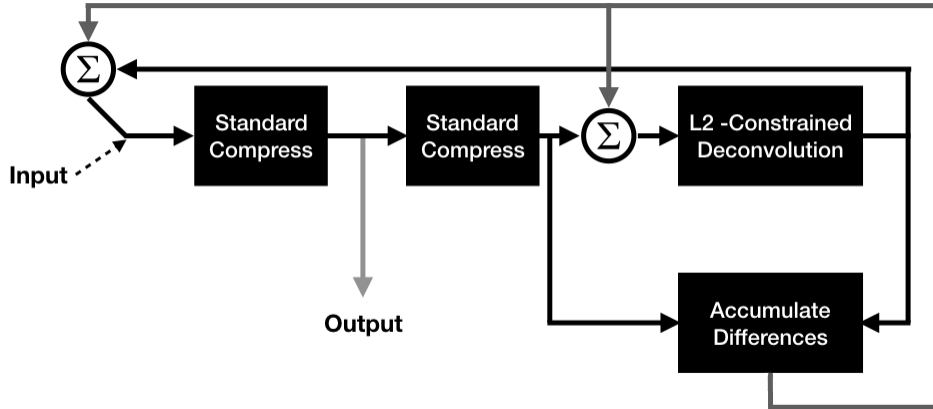 Σ
Standard
Compress
Standard
Compress
Σ
L2 -Constrained
Deconvolution
Input
Output
Accumulate
Differences